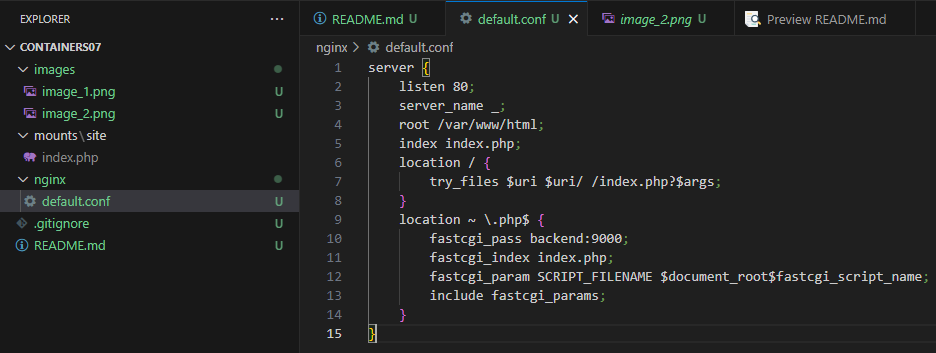 EXPLORER
CONTAINERS07
images
image_1.png U
image_2.png U
mounts\site
index.php
nginx
default.conf U
.gitignore U
README.md U
README.md U
default.conf U
image_2.png U
Preview README.md
nginx > default.conf
1 server {
2     listen 80;
3     server_name _;
4     root /var/www/html;
5     index index.php;
6     location / {
7         try_files $uri $uri/ /index.php?$args;
8     }
9     location ~ \.php$ {
10         fastcgi_pass backend:9000;
11         fastcgi_index index.php;
12         fastcgi_param SCRIPT_FILENAME $document_root$fastcgi_script_name;
13         include fastcgi_params;
14     }
15 }